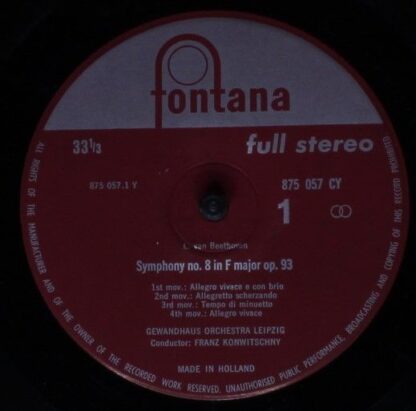 fontana
33 1/3
full stereo
875 057.1 Y
875 057 CY
1
van Beethoven
Symphony no. 8 in F major op. 93
1st mov.: Allegro vivace e con brio
2nd mov.: Allegretto scherzando
3rd mov.: Tempo di minuetto
4th mov.: Allegro vivace
GEWANDHAUS ORCHESTRA LEIPZIG
Conductor: FRANZ KONWITSCHNY
MADE IN HOLLAND
ALL RIGHTS OF THE MANUFACTURER AND OF THE OWNER OF THE RECORDED WORK RESERVED. UNAUTHORISED PUBLIC PERFORMANCE, BROADCASTING AND COPYING OF THIS RECORD PROHIBITED